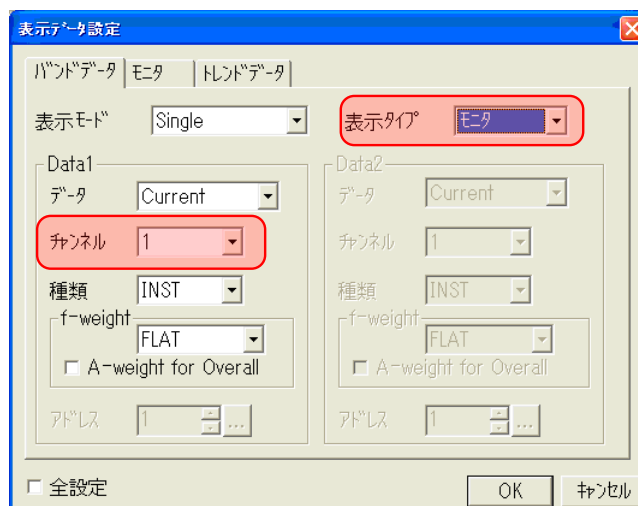 表示ﾃﾞｰﾀ設定
ﾊﾞﾝﾄﾞﾃﾞｰﾀ ﾓﾆﾀ ﾄﾚﾝﾄﾞﾃﾞｰﾀ
表示ﾓｰﾄﾞ Single 表示ﾀｲﾌﾟ ﾓﾆﾀ
Data1 Data2
ﾃﾞｰﾀ Current ﾃﾞｰﾀ Current
ﾁｬﾝﾈﾙ 1 ﾁｬﾝﾈﾙ 1
種類 INST 種類 INST
f-weight f-weight
FLAT FLAT
A-weight for Overall A-weight for Overall
ｱﾄﾞﾚｽ 1 ... ｱﾄﾞﾚｽ 1 ...
全設定 OK ｷｬﾝｾﾙ